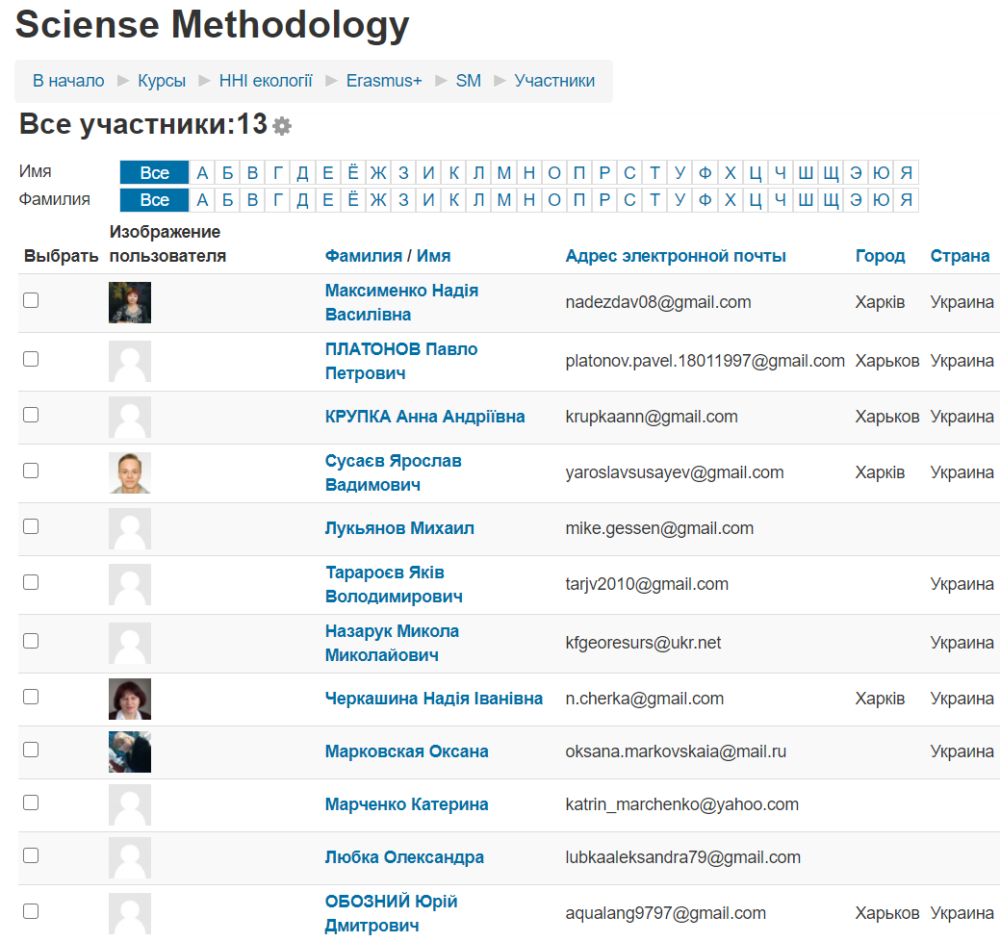 Sciense Methodology
В начало ► Курсы ► ННІ екології ► Erasmus+ ► SM ► Участники
Все участники:13
Имя Все А Б В Г Д Е Ё Ж З И К Л М Н О П Р С Т У Ф Х Ц Ч Ш Щ Э Ю Я
Фамилия Все А Б В Г Д Е Ё Ж З И К Л М Н О П Р С Т У Ф Х Ц Ч Ш Щ Э Ю Я
Выбрать Изображение пользователя Фамилия / Имя Адрес электронной почты Город Страна
Максименко Надія Василівна nadezdav08@gmail.com Харків Украина
ПЛАТОНОВ Павло Петрович platonov.pavel.18011997@gmail.com Харьков Украина
КРУПКА Анна Андріївна krupkaann@gmail.com Харьков Украина
Сусаєв Ярослав Вадимович yaroslavsusayev@gmail.com Харків Украина
Лукьянов Михаил mike.gessen@gmail.com
Тарароєв Яків Володимирович tarjv2010@gmail.com Украина
Назарук Микола Миколайович kfgeoresurs@ukr.net Украина
Черкашина Надія Іванівна n.cherka@gmail.com Харків Украина
Марковская Оксана oksana.markovskaia@mail.ru Украина
Марченко Катерина katrin_marchenko@yahoo.com
Любка Олександра lubkaaleksandra79@gmail.com
ОБОЗНИЙ Юрій Дмитрович aqualang9797@gmail.com Харьков Украина